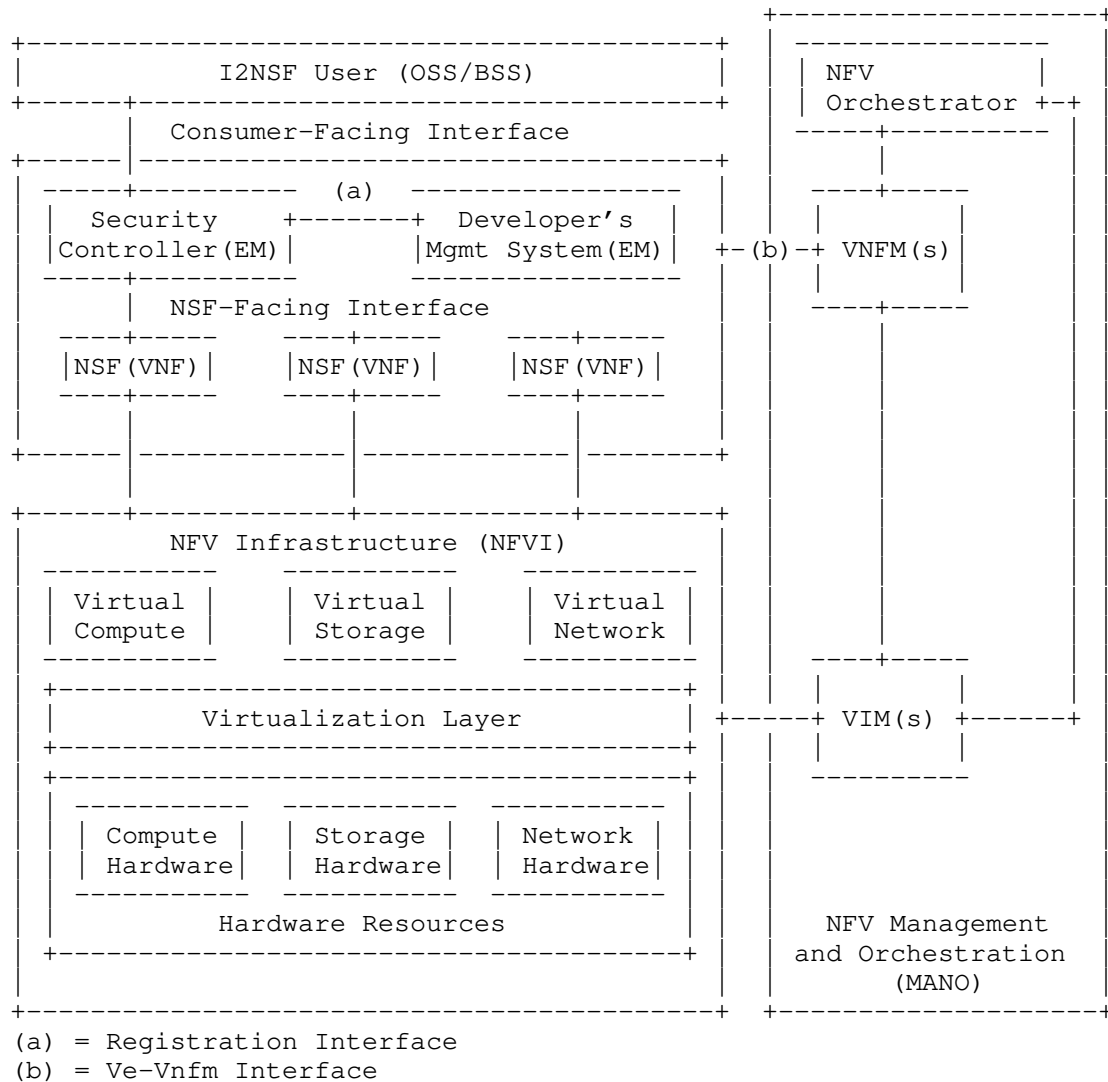 I2NSF User (OSS/BSS)
NFV
Orchestrator
Consumer-Facing Interface
(a)
Security
Controller(EM)
Developer's
Mgmt System(EM)
(b)
VNFM(s)
NSF-Facing Interface
NSF(VNF) NSF(VNF) NSF(VNF)
NFV Infrastructure (NFVI)
Virtual
Compute
Virtual
Storage
Virtual
Network
Virtualization Layer
VIM(s)
Compute
Hardware
Storage
Hardware
Network
Hardware
Hardware Resources
NFV Management
and Orchestration
(MANO)
(a) = Registration Interface
(b) = Ve-Vnfm Interface